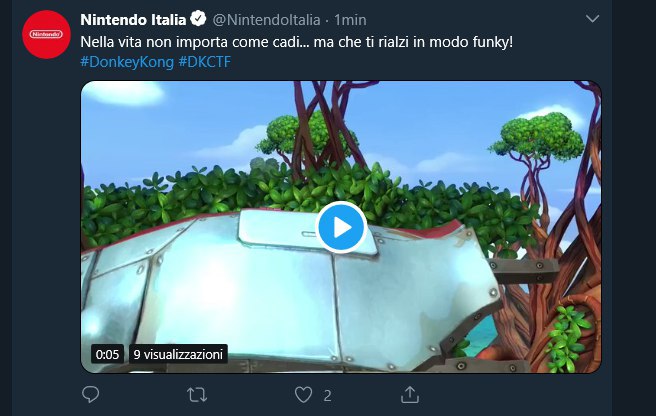 Nintendo
Nintendo Italia @NintendoItalia · 1min
Nella vita non importa come cadi... ma che ti rialzi in modo funky!
#DonkeyKong #DKCTF
0:05 9 visualizzazioni
2